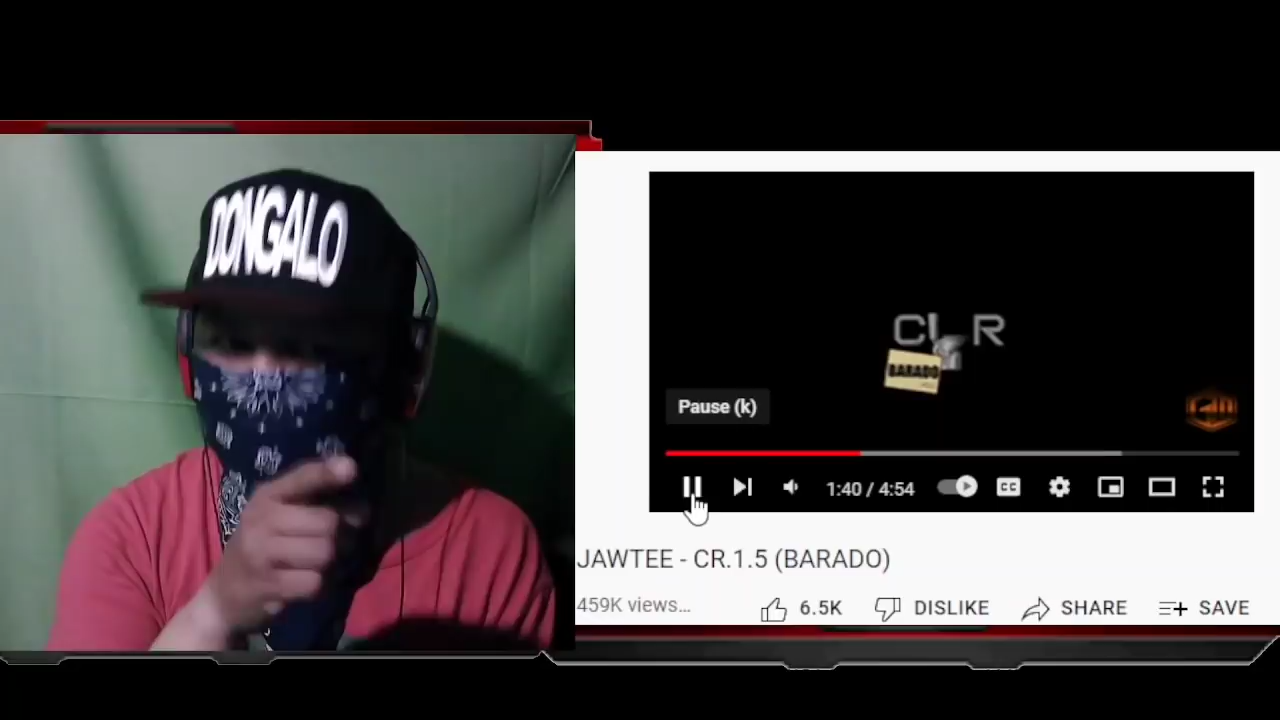 DONGALO
BARADO
Pause (k)
1:40 / 4:54
CC
JAWTEE - CR.1.5 (BARADO)
459K views…
6.5K
DISLIKE
SHARE
SAVE